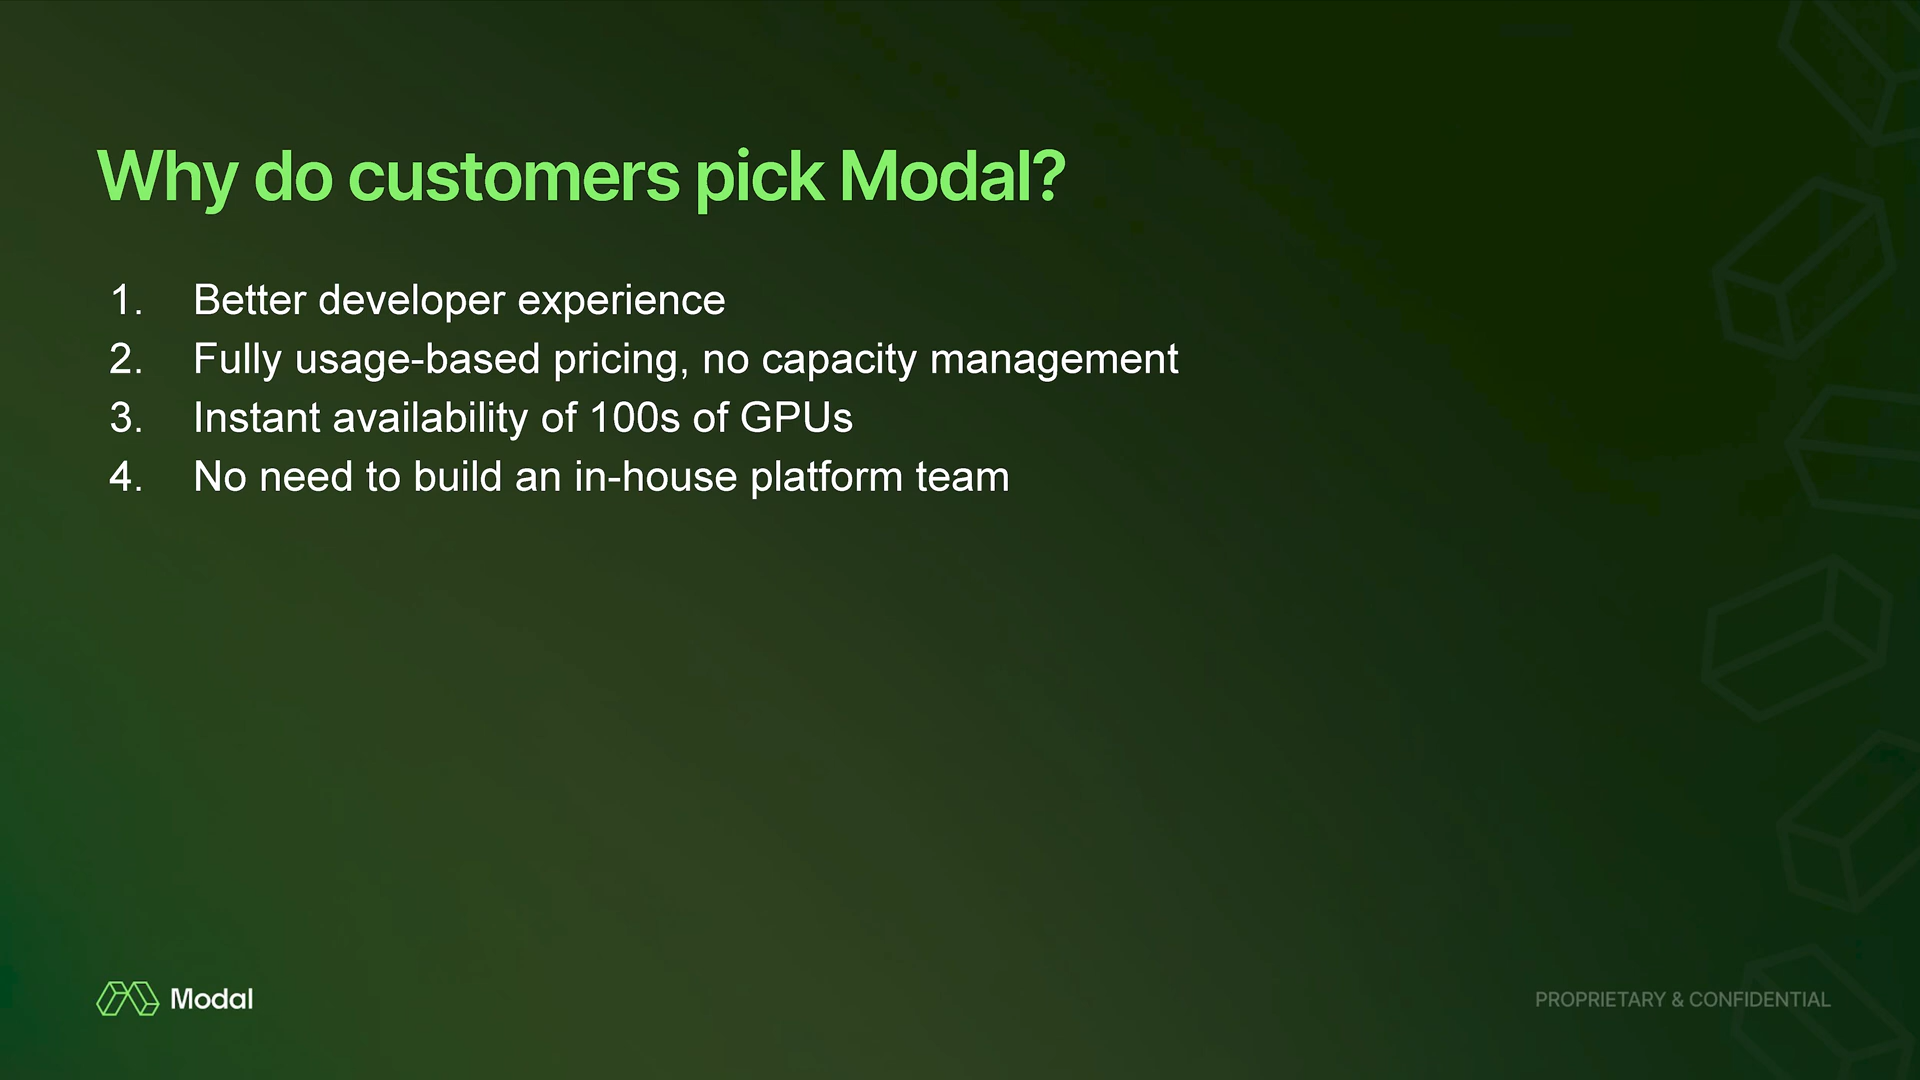 Why do customers pick Modal?
1. Better developer experience
2. Fully usage-based pricing, no capacity management
3. Instant availability of 100s of GPUs
4. No need to build an in-house platform team
Modal
PROPRIETARY & CONFIDENTIAL